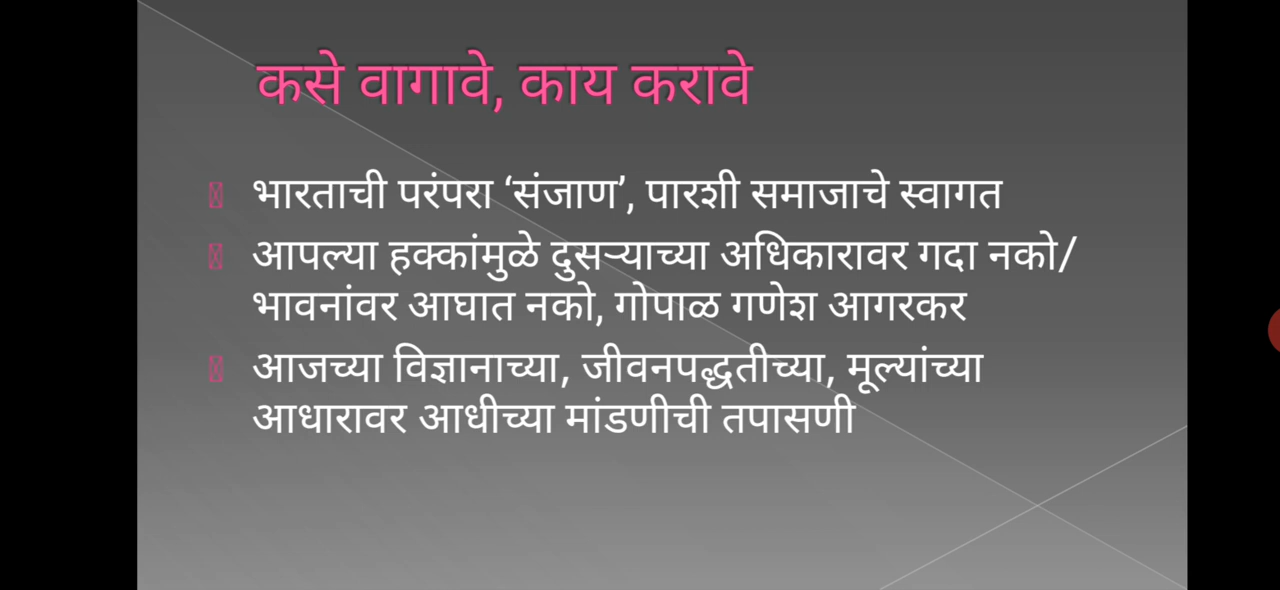 कसे वागावे, काय करावे
भारताची परंपरा ‘संजाण’, पारशी समाजाचे स्वागत
आपल्या हक्कांमुळे दुसऱ्याच्या अधिकारावर गदा नको/
भावनांवर आघात नको, गोपाळ गणेश आगरकर
आजच्या विज्ञानाच्या, जीवनपद्धतीच्या, मूल्यांच्या
आधारावर आधीच्या मांडणीची तपासणी